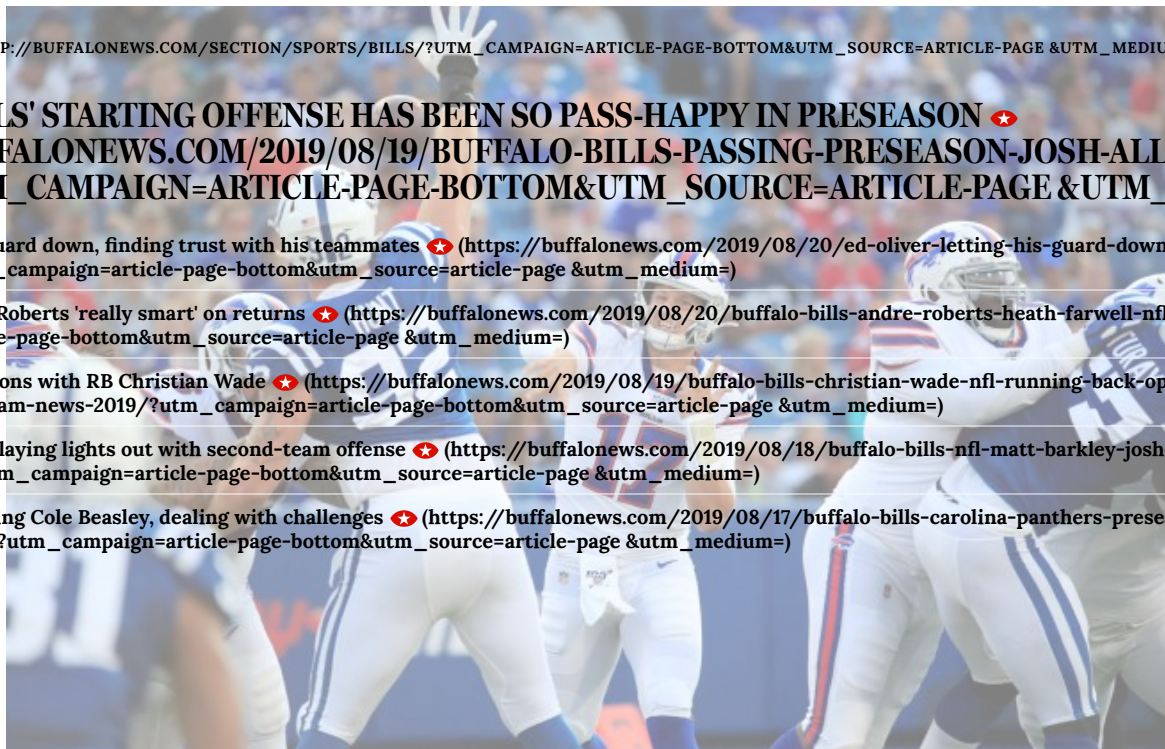 P://BUFFALONEWS.COM/SECTION/SPORTS/BILLS/?UTM_CAMPAIGN=ARTICLE-PAGE-BOTTOM&UTM_SOURCE=ARTICLE-PAGE &UTM_MEDIU
LS' STARTING OFFENSE HAS BEEN SO PASS-HAPPY IN PRESEASON
FALONEWS.COM/2019/08/19/BUFFALO-BILLS-PASSING-PRESEASON-JOSH-ALL
_CAMPAIGN=ARTICLE-PAGE-BOTTOM&UTM_SOURCE=ARTICLE-PAGE &UTM_
uard down, finding trust with his teammates (https://buffalonews.com/2019/08/20/ed-oliver-letting-his-guard-down
_campaign=article-page-bottom&utm_source=article-page &utm_medium=)
Roberts 'really smart' on returns (https://buffalonews.com/2019/08/20/buffalo-bills-andre-roberts-heath-farwell-nfl
e-page-bottom&utm_source=article-page &utm_medium=)
ons with RB Christian Wade (https://buffalonews.com/2019/08/19/buffalo-bills-christian-wade-nfl-running-back-op
am-news-2019/?utm_campaign=article-page-bottom&utm_source=article-page &utm_medium=)
laying lights out with second-team offense (https://buffalonews.com/2019/08/18/buffalo-bills-nfl-matt-barkley-josh
m_campaign=article-page-bottom&utm_source=article-page &utm_medium=)
ng Cole Beasley, dealing with challenges (https://buffalonews.com/2019/08/17/buffalo-bills-carolina-panthers-prese
?utm_campaign=article-page-bottom&utm_source=article-page &utm_medium=)
17